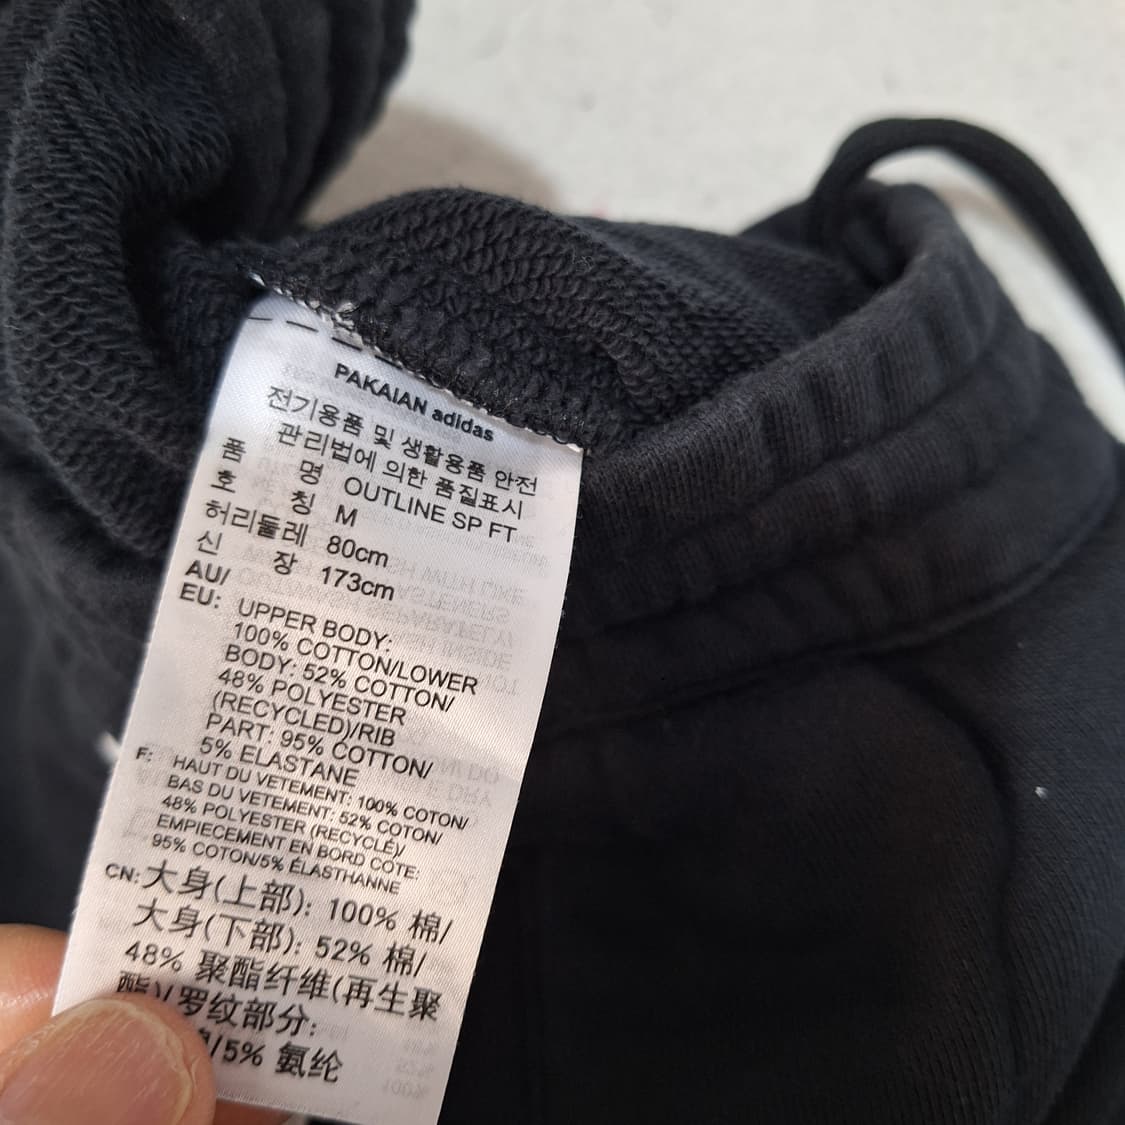 PAKAIAN adidas
전기용품 및 생활용품 안전
관리법에 의한 품질표시
품 명 OUTLINE SP FT
호 칭 M
허리둘레 80cm
신 장 173cm
AU/
EU: UPPER BODY:
100% COTTON/LOWER
BODY: 52% COTTON/
48% POLYESTER
(RECYCLED)/RIB
PART: 95% COTTON/
5% ELASTANE
F: HAUT DU VETEMENT: 100% COTON/
BAS DU VETEMENT: 52% COTON/
48% POLYESTER (RECYCLÉ)/
EMPIECEMENT EN BORD COTE:
95% COTON/5% ÉLASTHANNE
CN: 大身(上部): 100% 棉/
大身(下部): 52% 棉/
48% 聚酯纤维(再生聚
酯)/罗纹部分:
/5% 氨纶